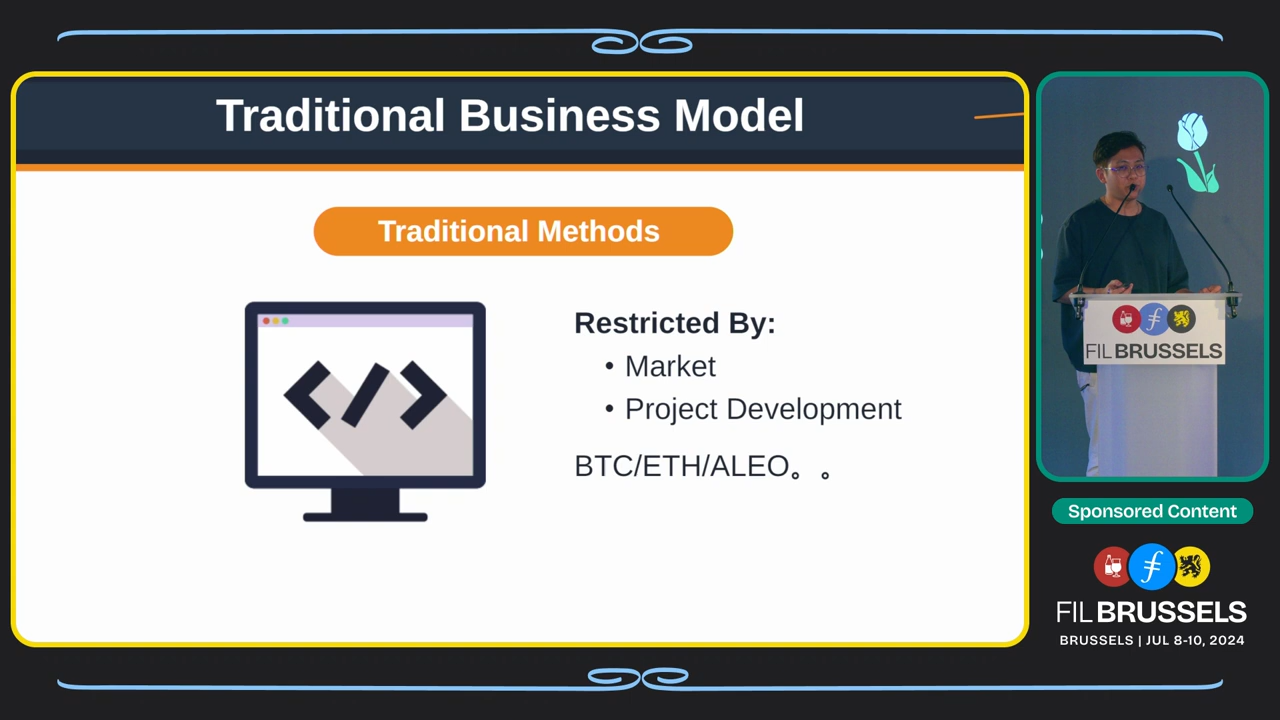 Traditional Business Model
Traditional Methods
Restricted By:
• Market
• Project Development
BTC/ETH/ALEO。。
FIL BRUSSELS
Sponsored Content
FIL BRUSSELS
BRUSSELS | JUL 8-10, 2024